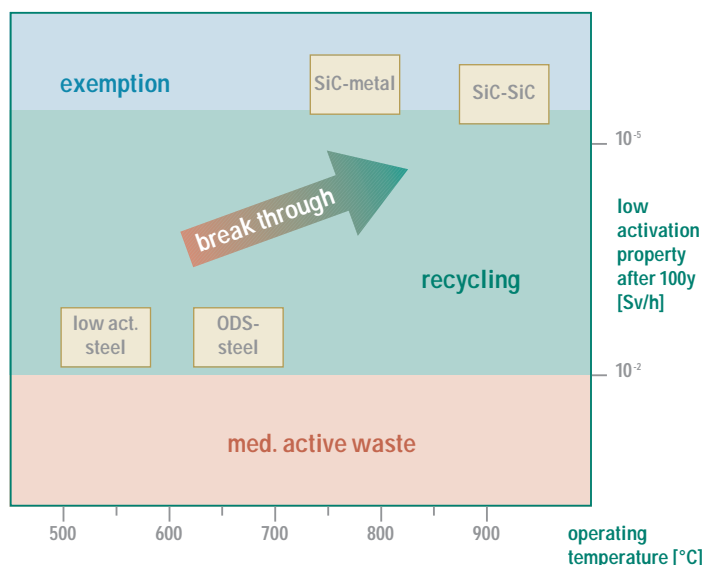 exemption
SiC-metal
SiC-SiC
10-5
break through
low
activation
property
after 100y
[Sv/h]
recycling
low act.
steel
ODS-
steel
10-2
med. active waste
500
600
700
800
900
operating
temperature [°C]